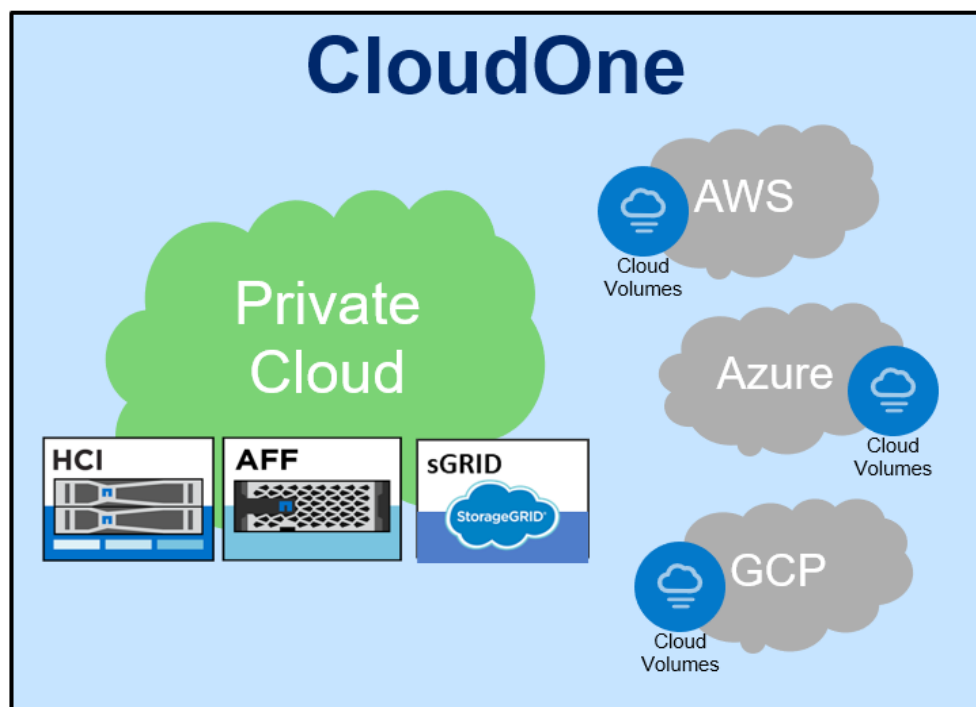 CloudOne
Private
Cloud
HCI
AFF
sGRID
StorageGRID®
AWS
Cloud
Volumes
Azure
Cloud
Volumes
GCP
Cloud
Volumes